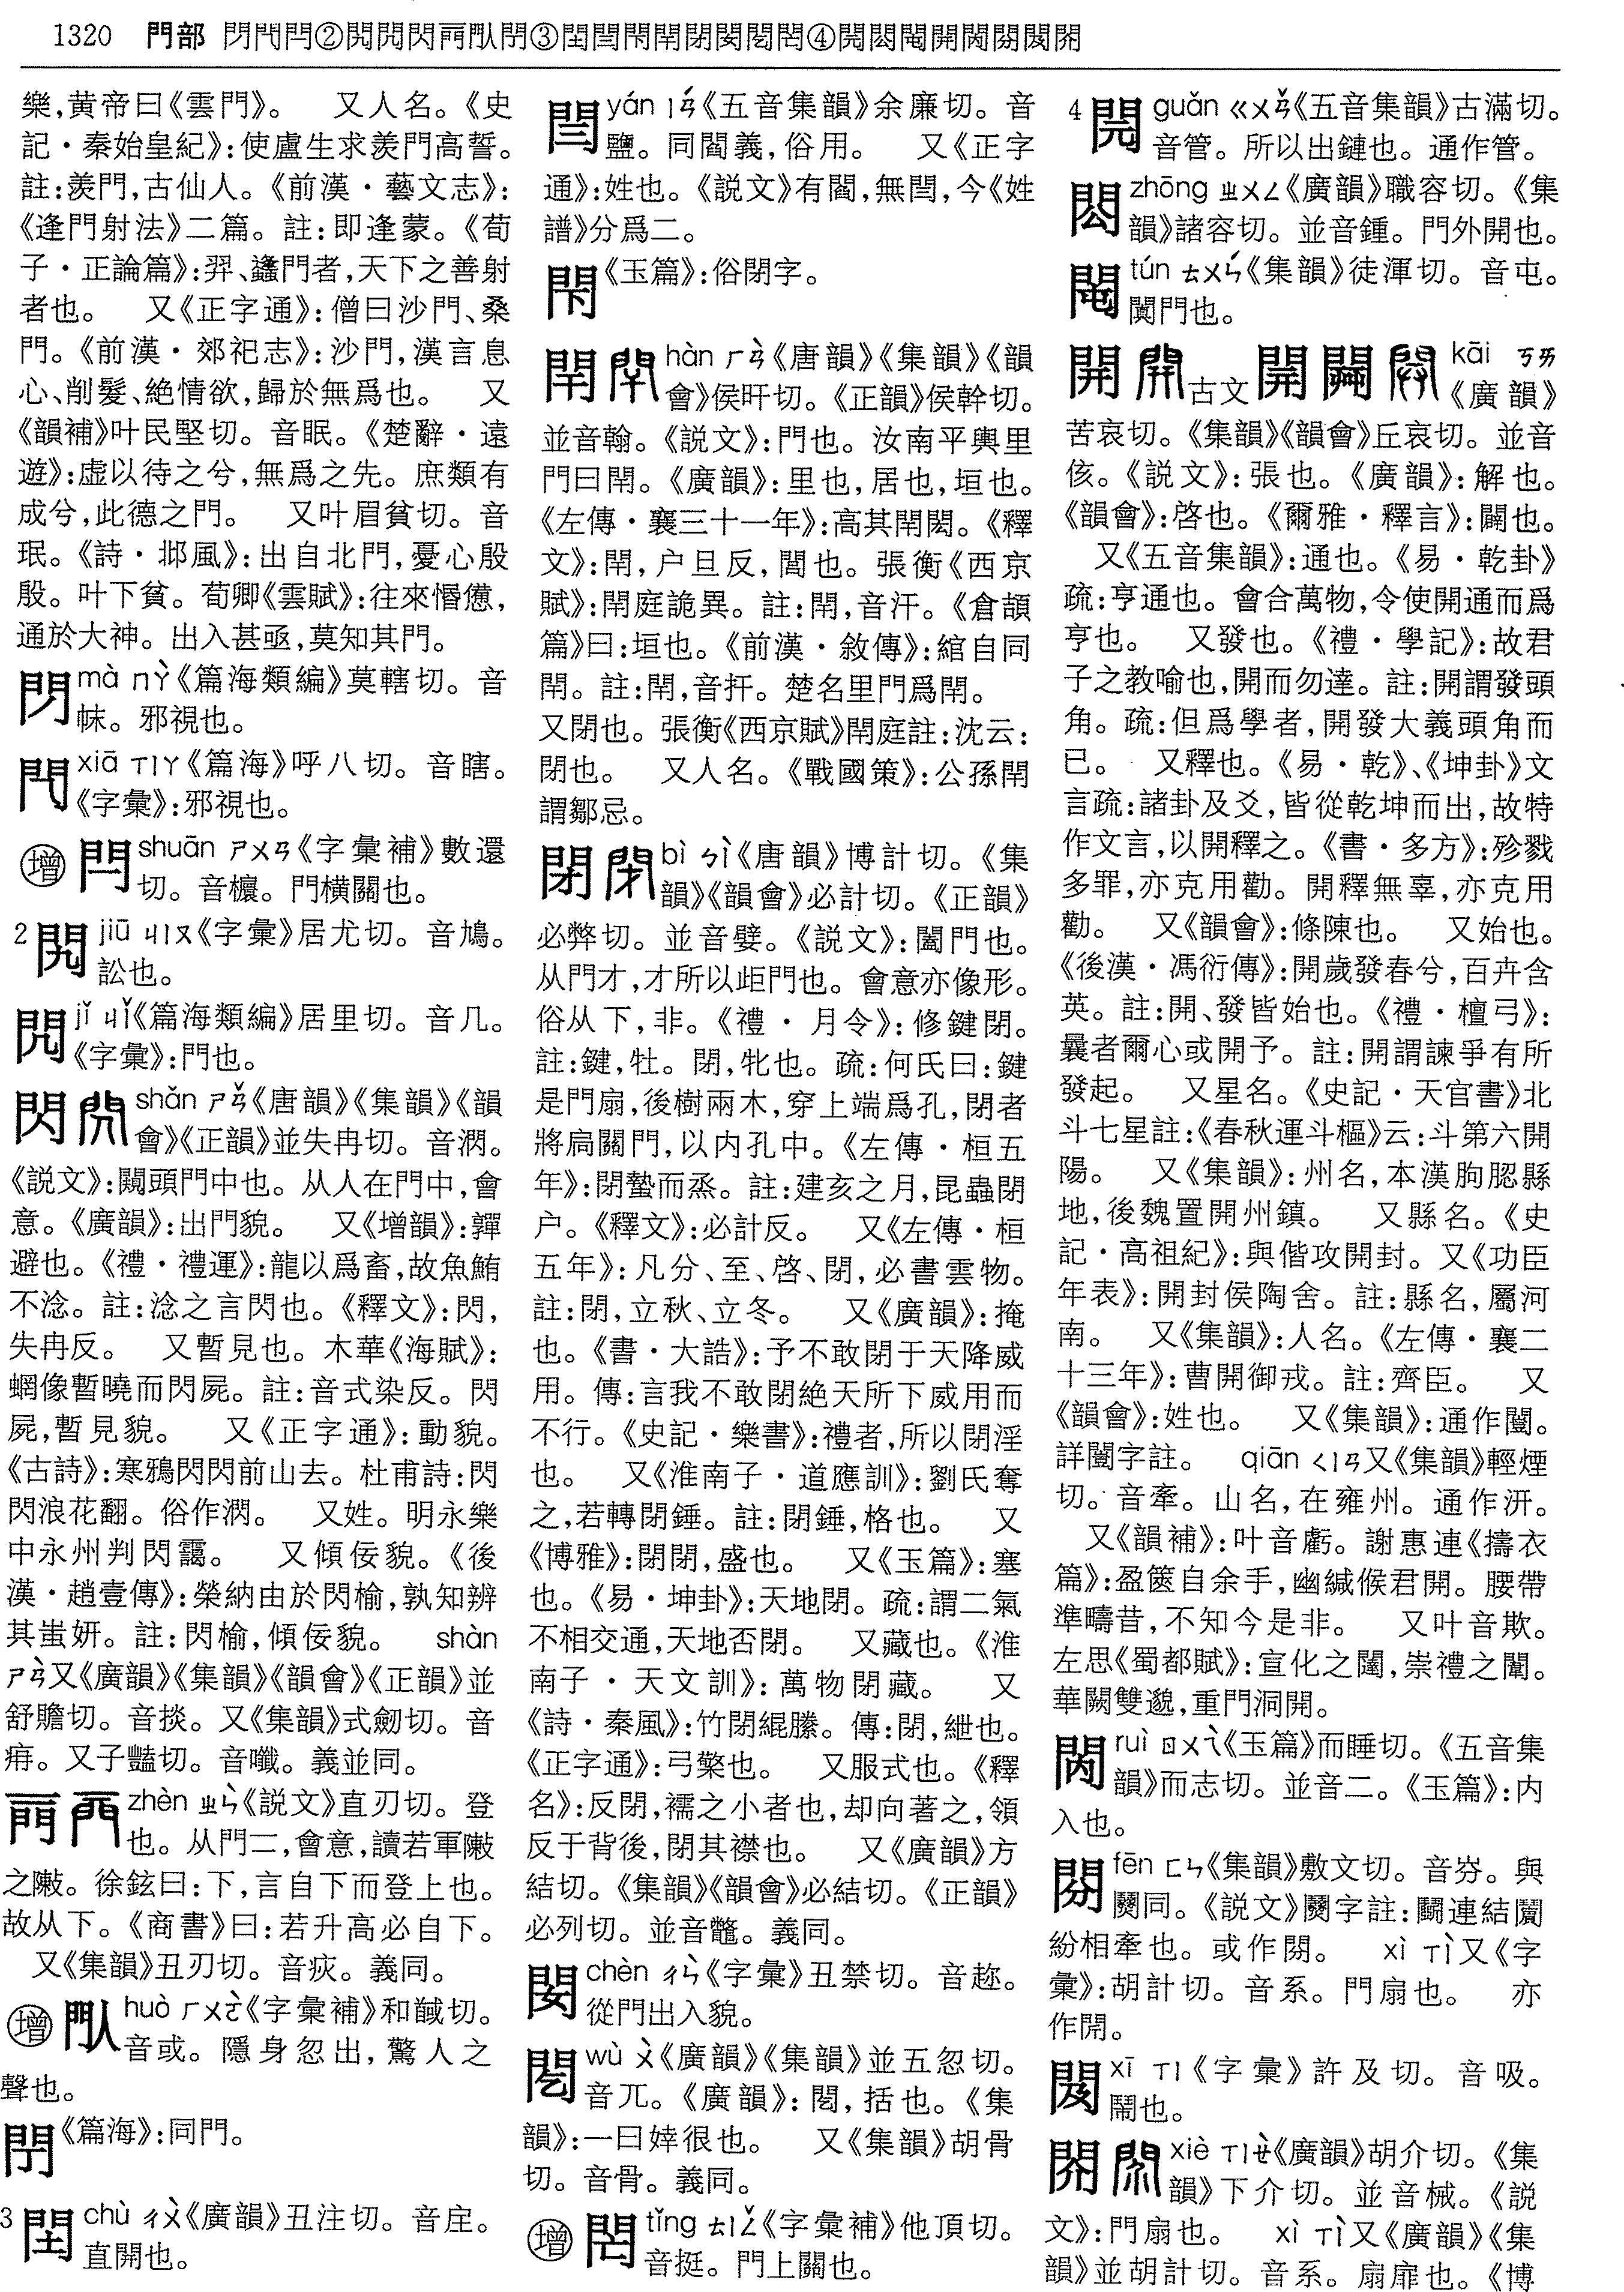 1320 門部 閁閄閂②閌閌閃𨳇𨳈閉③𨳝閆閇閈閉𨳌𨳍𨳎④𨳡𨳢𨳣開𨳤𨳥𨳦𨳧
樂,黃帝曰《雲門》。 又人名。《史
記·秦始皇紀》:使盧生求羨門高誓。
註:羨門,古仙人。《前漢·藝文志》:
《逢門射法》二篇。註:即逢蒙。《荀
子·正論篇》:羿、蠭門者,天下之善射
者也。 又《正字通》:僧曰沙門、桑
門。《前漢·郊祀志》:沙門,漢言息
心、削髮、絶情欲,歸於無爲也。 又
《韻補》叶民堅切。音眠。《楚辭·遠
遊》:虛以待之兮,無爲之先。庶類有
成兮,此德之門。 又叶眉貧切。音
珉。《詩·邶風》:出自北門,憂心殷
殷。叶下貧。荀卿《雲賦》:往來惛憊,
通於大神。出入甚亟,莫知其門。
閁 mà ㄇㄚˋ《篇海類編》莫轄切。音
帓。邪視也。
xiā ㄒㄧㄚ《篇海》呼八切。音瞎。
《字彙》:邪視也。
增 閂 shuān ㄕㄨㄢ《字彙補》數還
切。音櫦。門橫關也。
2 jiū ㄐㄧㄡ《字彙》居尤切。音鳩。
訟也。
jǐ ㄐㄧˇ《篇海類編》居里切。音几。
《字彙》:門也。
閃 shǎn ㄕㄢˇ《唐韻》《集韻》《韻
會》《正韻》並失冉切。音潤。
《説文》:闚頭門中也。从人在門中,會
意。《廣韻》:出門貌。 又《增韻》:嚲
避也。《禮·禮運》:龍以爲畜,故魚鮪
不淰。註:淰之言閃也。《釋文》:閃,
失冉反。 又暫見也。木華《海賦》:
蝄像暫曉而閃屍。註:音式染反。閃
屍,暫見貌。 又《正字通》:動貌。
《古詩》:寒鴉閃閃前山去。杜甫詩:閃
閃浪花翻。俗作潤。 又姓。明永樂
中永州判閃靄。 又傾佞貌。《後
漢·趙壹傳》:榮納由於閃榆,孰知辨
其蚩妍。註:閃榆,傾佞貌。 shàn
ㄕㄢˋ又《廣韻》《集韻》《韻會》《正韻》並
舒贍切。音掞。又《集韻》式劒切。音
痟。又子豔切。音囈。義並同。
zhèn ㄓㄣˋ《説文》直刃切。登
也。从門二,會意,讀若軍敶
之敶。徐鉉曰:下,言自下而登上也。
故从下。《商書》曰:若升高必自下。
又《集韻》丑刃切。音疢。義同。
增 huò ㄏㄨㄛˋ《字彙補》和馘切。
音或。隱身忽出,驚人之
聲也。
《篇海》:同門。
3 chù ㄔㄨˋ《廣韻》丑注切。音㡯。
直開也。
閆 yán ㄧㄢˊ《五音集韻》余廉切。音
鹽。同閻義,俗用。 又《正字
通》:姓也。《説文》有閻,無閆,今《姓
譜》分爲二。
閇 《玉篇》:俗閉字。
閈 hàn ㄏㄢˋ《唐韻》《集韻》《韻
會》侯旰切。《正韻》侯幹切。
並音翰。《説文》:門也。汝南平輿里
門曰閈。《廣韻》:里也,居也,垣也。
《左傳·襄三十一年》:高其閈閎。《釋
文》:閈,户旦反,閭也。張衡《西京
賦》:閈庭詭異。註:閈,音汗。《倉頡
篇》曰:垣也。《前漢·敘傳》:綰自同
閈。註:閈,音扞。楚名里門爲閈。
又閉也。張衡《西京賦》閈庭註:沈云:
閉也。 又人名。《戰國策》:公孫閈
謂鄒忌。
閉 bì ㄅㄧˋ《唐韻》博計切。《集
韻》《韻會》必計切。《正韻》
必弊切。並音嬖。《説文》:闔門也。
从門才,才所以歫門也。會意亦像形。
俗从下,非。《禮·月令》:修鍵閉。
註:鍵,牡。閉,牝也。疏:何氏曰:鍵
是門扇,後樹兩木,穿上端爲孔,閉者
將扃關門,以内孔中。《左傳·桓五
年》:閉蟄而烝。註:建亥之月,昆蟲閉
户。《釋文》:必計反。 又《左傳·桓
五年》:凡分、至、啓、閉,必書雲物。
註:閉,立秋、立冬。 又《廣韻》:掩
也。《書·大誥》:予不敢閉于天降威
用。傳:言我不敢閉絶天所下威用而
不行。《史記·樂書》:禮者,所以閉淫
也。 又《淮南子·道應訓》:劉氏奪
之,若轉閉錘。註:閉錘,格也。 又
《博雅》:閉閉,盛也。 又《玉篇》:塞
也。《易·坤卦》:天地閉。疏:謂二氣
不相交通,天地否閉。 又藏也。《淮
南子·天文訓》:萬物閉藏。 又
《詩·秦風》:竹閉緄縢。傳:閉,紲也。
《正字通》:弓檠也。 又服式也。《釋
名》:反閉,襦之小者也,却向著之,領
反于背後,閉其襟也。 又《廣韻》方
結切。《集韻》《韻會》必結切。《正韻》
必列切。並音鷩。義同。
chèn ㄔㄣˋ《字彙》丑禁切。音趂。
從門出入貌。
wù ㄨˋ《廣韻》《集韻》並五忽切。
音兀。《廣韻》:括也。《集
韻》:一曰婞很也。 又《集韻》胡骨
切。音骨。義同。
增 tǐng ㄊㄧㄥˇ《字彙補》他頂切。
音挺。門上關也。
4 guǎn ㄍㄨㄢˇ《五音集韻》古滿切。
音管。所以出鏈也。通作管。
zhōng ㄓㄨㄥ《廣韻》職容切。《集
韻》諸容切。並音鍾。門外開也。
tún ㄊㄨㄣˊ《集韻》徒渾切。音屯。
闐門也。
開 古文 kāi ㄎㄞ
《廣韻》
苦哀切。《集韻》《韻會》丘哀切。並音
侅。《説文》:張也。《廣韻》:解也。
《韻會》:啓也。《爾雅·釋言》:闢也。
又《五音集韻》:通也。《易·乾卦》
疏:亨通也。會合萬物,令使開通而爲
亨也。 又發也。《禮·學記》:故君
子之教喻也,開而勿達。註:開謂發頭
角。疏:但爲學者,開發大義頭角而
已。 又釋也。《易·乾》、《坤卦》文
言疏:諸卦及爻,皆從乾坤而出,故特
作文言,以開釋之。《書·多方》:殄戮
多罪,亦克用勸。開釋無辜,亦克用
勸。 又《韻會》:條陳也。 又始也。
《後漢·馮衍傳》:開歲發春兮,百卉含
英。註:開、發皆始也。《禮·檀弓》:
曩者爾心或開予。註:開謂諫爭有所
發起。 又星名。《史記·天官書》北
斗七星註:《春秋運斗樞》云:斗第六開
陽。 又《集韻》:州名,本漢朐䏰縣
地,後魏置開州鎮。 又縣名。《史
記·高祖紀》:與偕攻開封。又《功臣
年表》:開封侯陶舍。註:縣名,屬河
南。 又《集韻》:人名。《左傳·襄二
十三年》:曹開御戎。註:齊臣。 又
《韻會》:姓也。 又《集韻》:通作闓。
詳闓字註。 qiān ㄑㄧㄢ又《集韻》輕煙
切。音牽。山名,在雍州。通作汧。
又《韻補》:叶音虧。謝惠連《擣衣
篇》:盈篋自余手,幽緘候君開。腰帶
準疇昔,不知今是非。 又叶音欺。
左思《蜀都賦》:宣化之闥,崇禮之闈。
華闕雙邈,重門洞開。
ruì ㄖㄨㄟˋ《玉篇》而睡切。《五音集
韻》而志切。並音二。《玉篇》:内
入也。
fēn ㄈㄣ《集韻》敷文切。音芬。與
闅同。《説文》字註:鬭連結鬭
紛相牽也。或作閍。 xì ㄒㄧˋ又《字
彙》:胡計切。音系。門扇也。 亦
作閉。
xī ㄒㄧ《字彙》許及切。音吸。
鬧也。
xiè ㄒㄧㄝˋ《廣韻》胡介切。《集
韻》下介切。並音械。《説
文》:門扇也。 xì ㄒㄧˋ又《廣韻》《集
韻》並胡計切。音系。扇扉也。《博